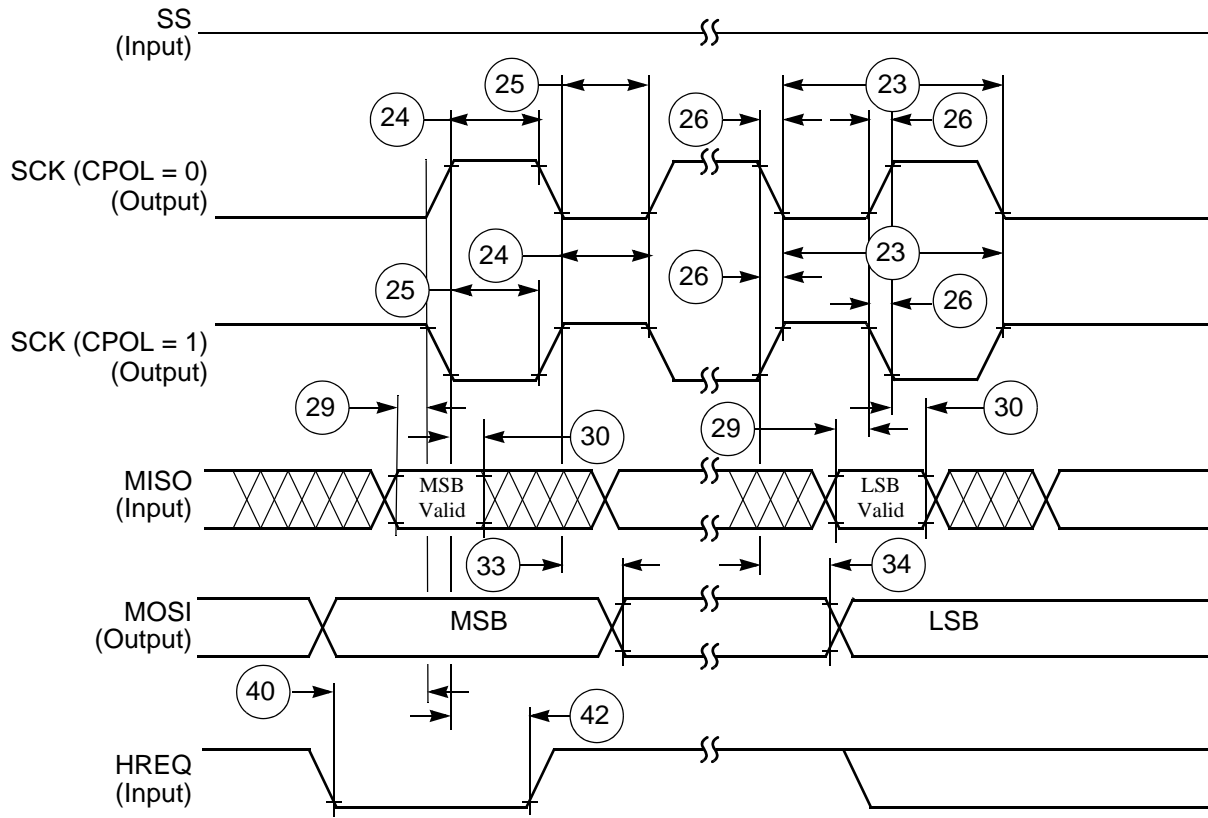 SS
(Input)
25
23
24
26
26
SCK (CPOL = 0)
(Output)
24
23
26
25
26
SCK (CPOL = 1)
(Output)
29
30
29
30
MISO
(Input)
MSB
Valid
LSB
Valid
33
34
MOSI
(Output)
MSB
LSB
40
42
HREQ
(Input)